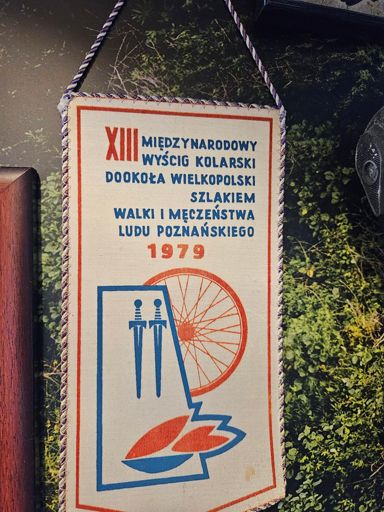 XIII MIĘDZYNARODOWY
WYŚCIG KOLARSKI
DOOKOŁA WIELKOPOLSKI
SZLAKIEM
WALKI I MĘCZEŃSTWA
LUDU POZNAŃSKIEGO
1979